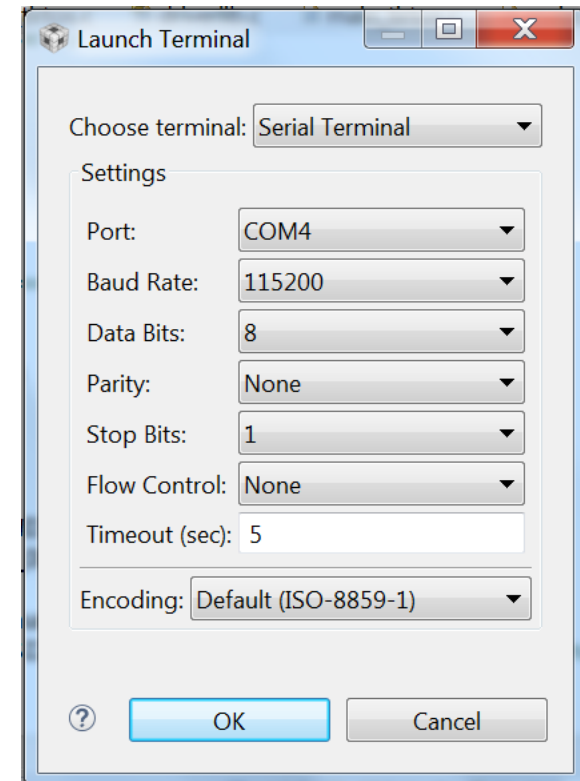 Launch Terminal
Choose terminal: Serial Terminal
Settings
Port: COM4
Baud Rate: 115200
Data Bits: 8
Parity: None
Stop Bits: 1
Flow Control: None
Timeout (sec): 5
Encoding: Default (ISO-8859-1)
? OK Cancel